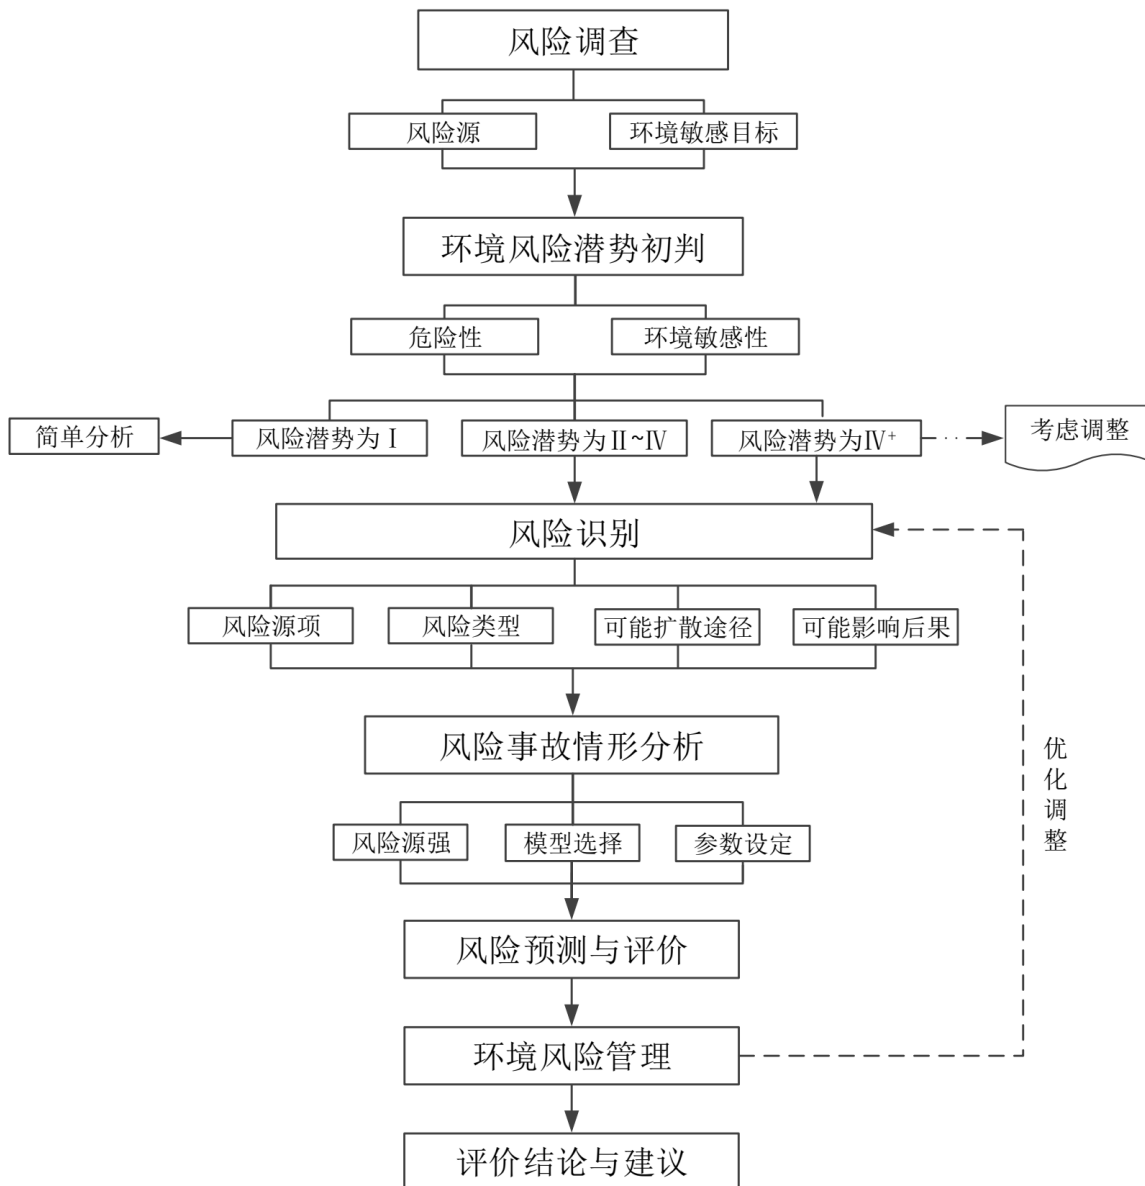 风险调查
风险源
环境敏感目标
环境风险潜势初判
危险性
环境敏感性
简单分析
风险潜势为Ⅰ
风险潜势为Ⅱ~Ⅳ
风险潜势为Ⅳ⁺
考虑调整
风险识别
风险源项
风险类型
可能扩散途径
可能影响后果
风险事故情形分析
风险源强
模型选择
参数设定
优化调整
风险预测与评价
环境风险管理
评价结论与建议